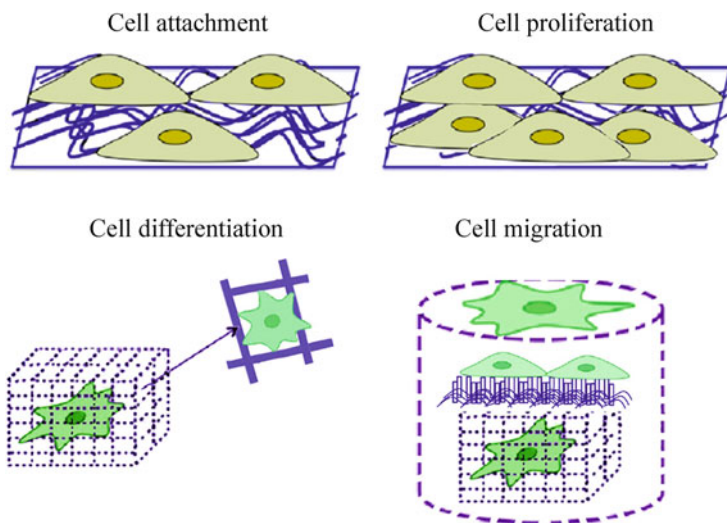 Cell attachment
Cell proliferation
Cell differentiation
Cell migration